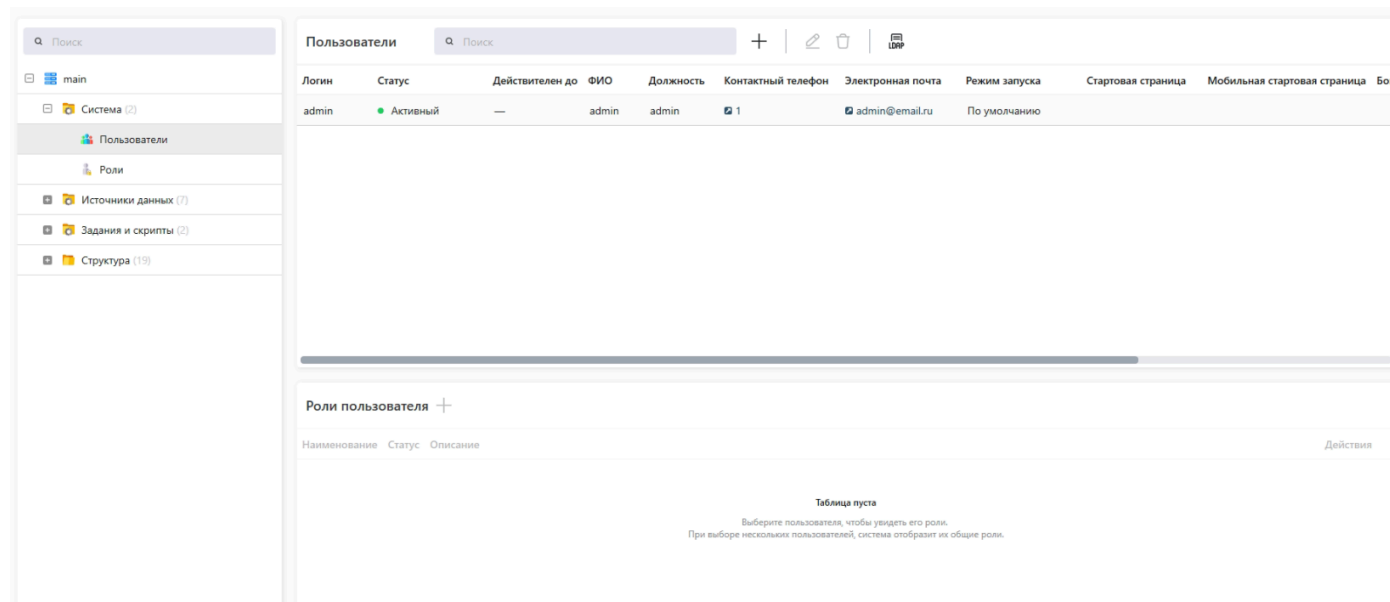 Поиск
main
Система (2)
Пользователи
Роли
Источники данных (7)
Задания и скрипты (2)
Структура (19)
Пользователи Поиск LDAP
Логин Статус Действителен до ФИО Должность Контактный телефон Электронная почта Режим запуска Стартовая страница Мобильная стартовая страница Бо
admin Активный — admin admin 1 admin@email.ru По умолчанию
Роли пользователя
Наименование Статус Описание Действия
Таблица пуста
Выберите пользователя, чтобы увидеть его роли.
При выборе нескольких пользователей, система отобразит их общие роли.